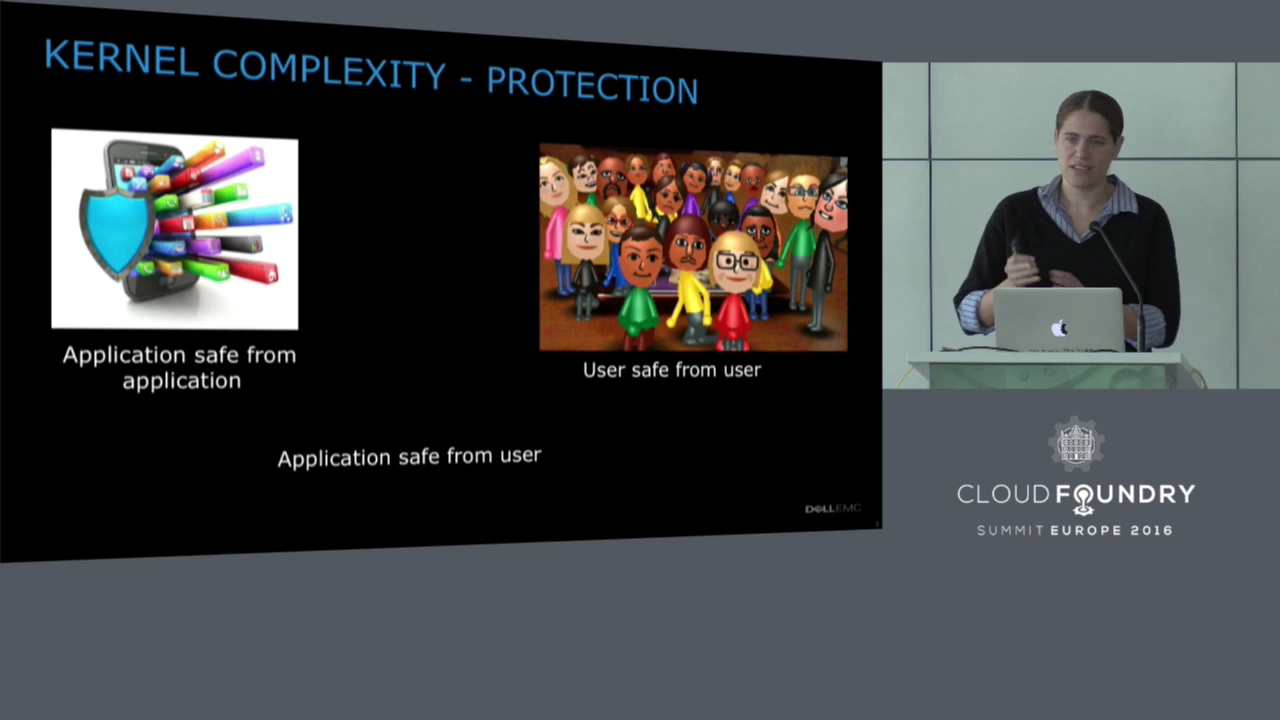 KERNEL COMPLEXITY - PROTECTION
Application safe from
application
User safe from user
Application safe from user
DELLEMC
CLOUD FOUNDRY
SUMMIT EUROPE 2016